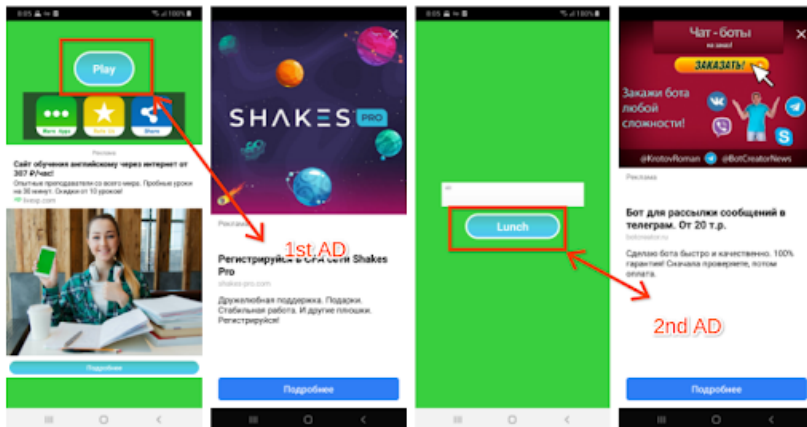 8:05
100%
Play
More Apps
Rate Us
Share
Реклама
Сайт обучения английскому через интернет от
307 ₽/час!
Опытные преподаватели со всего мира. Пробные уроки
на 30 минут. Скидки от 10 уроков!
Подробнее
SHAKES PRO
Реклама
1st AD
Регистрируйся в CPA сети Shakes
Pro
shakes-pro.com
Дружелюбная поддержка. Подарки.
Стабильная работа. И другие плюшки.
Регистрируйся!
Подробнее
8:05
100%
Lunch
2nd AD
Чат-боты
на заказ!
ЗАКАЗАТЬ!
Закажи бота
любой
сложности!
@KrotovRoman
@BotCreatorNews
Реклама
Бот для рассылки сообщений в
телеграм. От 20 т.р.
botcreator.ru
Сделаю бота быстро и качественно. 100%
гарантия! Сначала проверяете, потом
оплата.
Подробнее